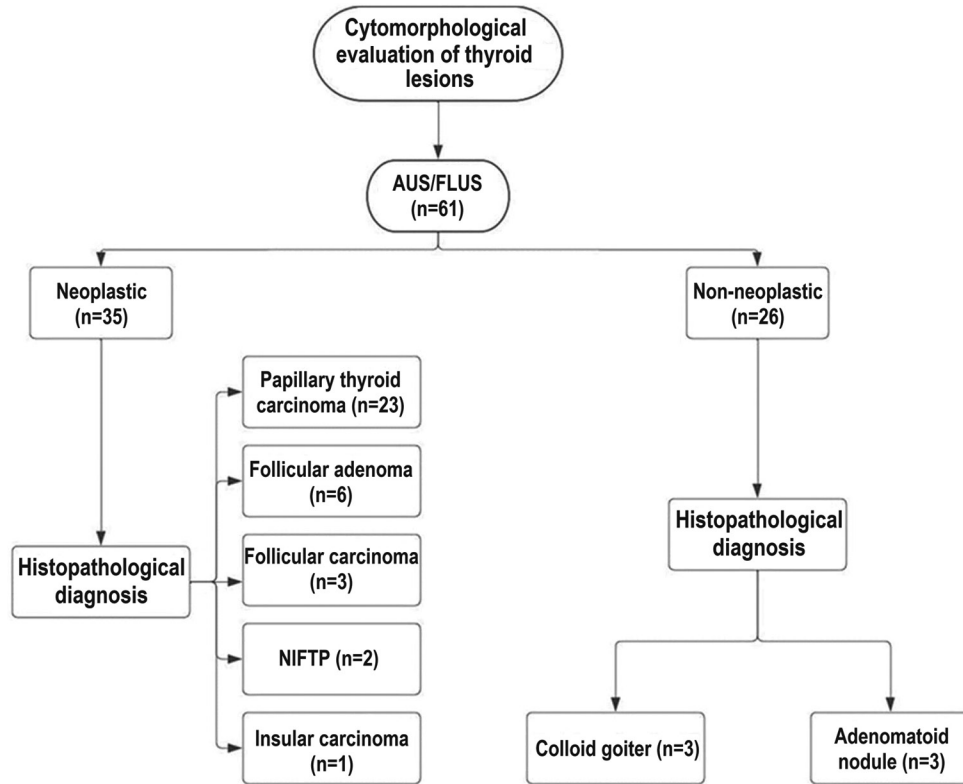 Cytomorphological
evaluation of thyroid
lesions
AUS/FLUS
(n=61)
Neoplastic
(n=35)
Non-neoplastic
(n=26)
Papillary thyroid
carcinoma (n=23)
Follicular adenoma
(n=6)
Follicular carcinoma
(n=3)
NIFTP (n=2)
Insular carcinoma
(n=1)
Histopathological
diagnosis
Histopathological
diagnosis
Colloid goiter (n=3)
Adenomatoid
nodule (n=3)